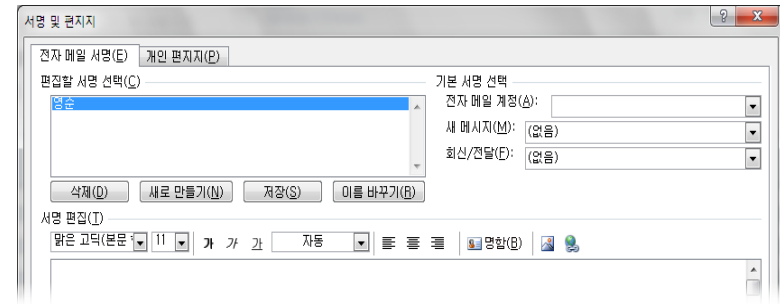 서명 및 편지지
전자 메일 서명(E) 개인 편지지(P)
편집할 서명 선택(C) 기본 서명 선택
영순
전자 메일 계정(A):
새 메시지(M): (없음)
회신/전달(F): (없음)
삭제(D) 새로 만들기(N) 저장(S) 이름 바꾸기(R)
서명 편집(T)
맑은 고딕(본문 11 가 가 가 자동 명함(B)